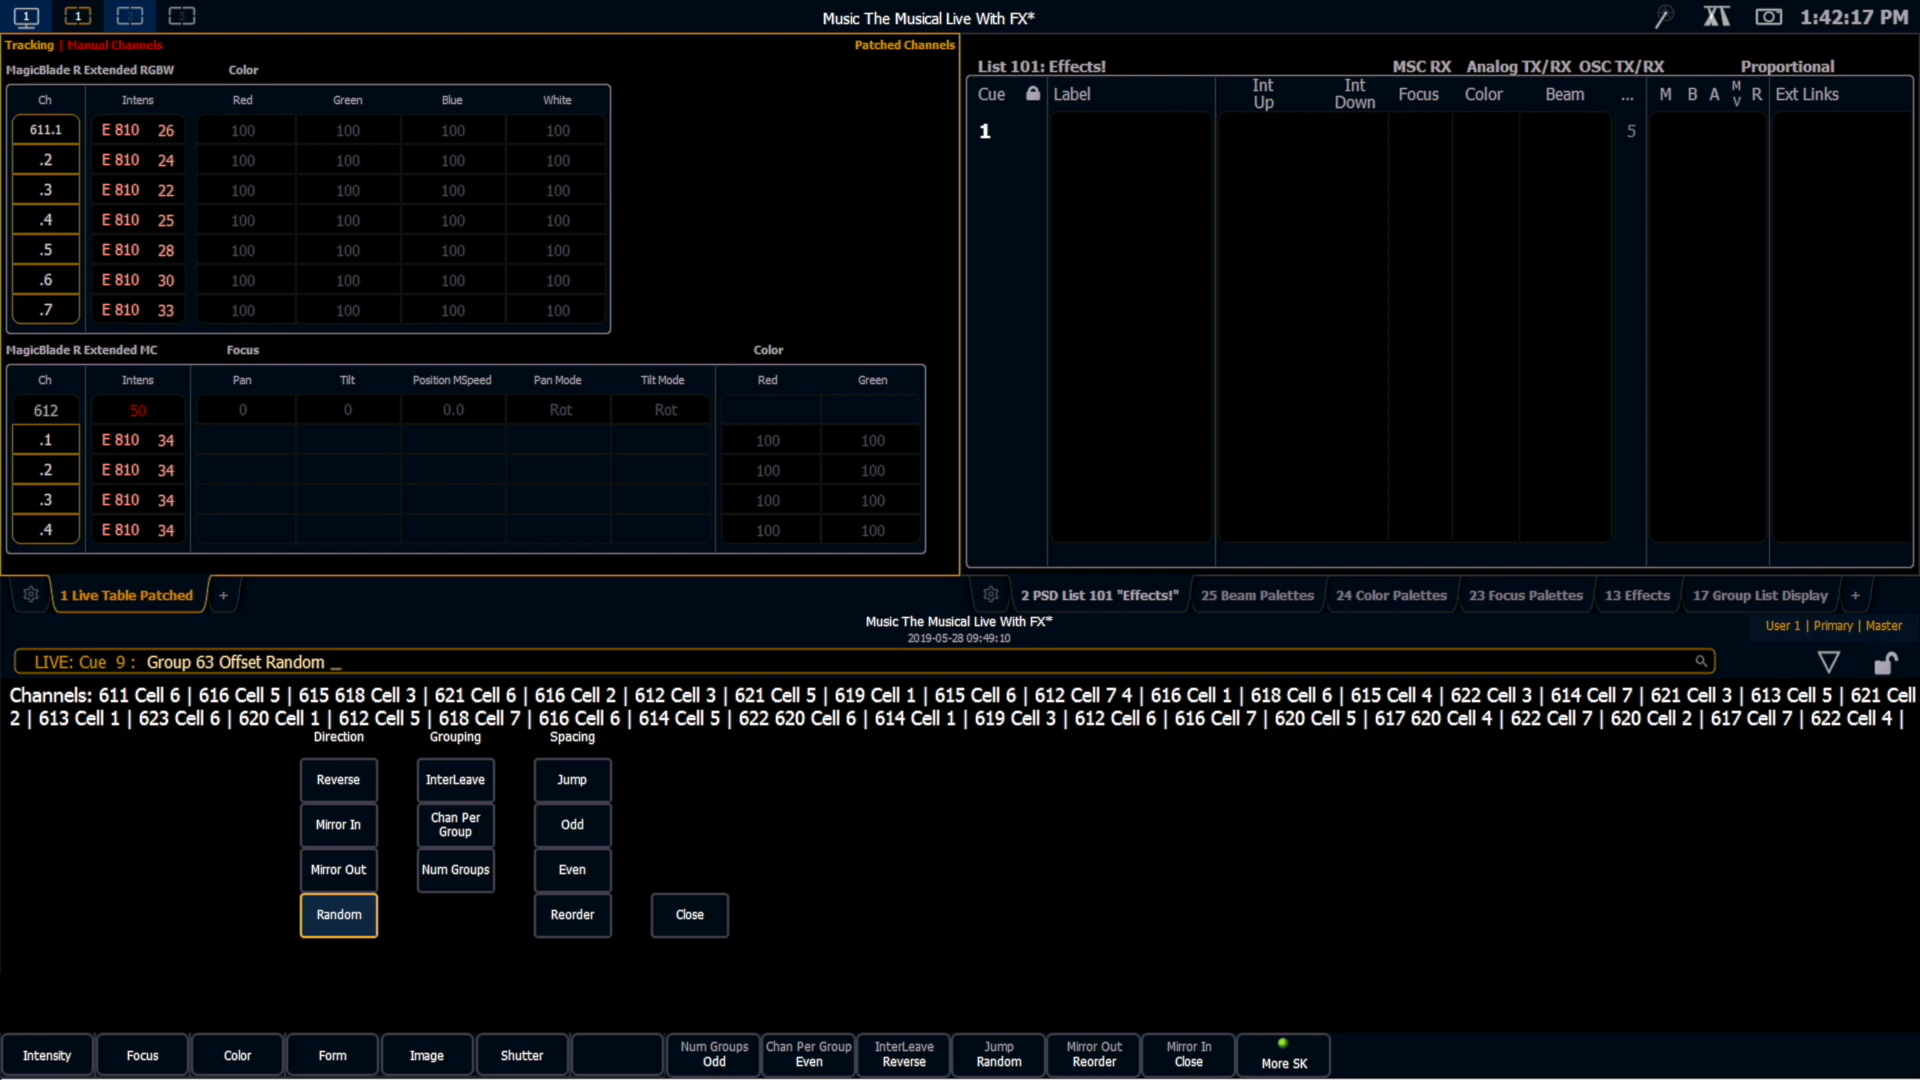 1 1 2 3
Music The Musical Live With FX*
1:42:17 PM
Tracking | Manual Channels
Patched Channels
MagicBlade R Extended RGBW Color
Ch Intens Red Green Blue White
611.1 E 810 26 100 100 100 100
.2 E 810 24 100 100 100 100
.3 E 810 22 100 100 100 100
.4 E 810 25 100 100 100 100
.5 E 810 28 100 100 100 100
.6 E 810 30 100 100 100 100
.7 E 810 33 100 100 100 100
MagicBlade R Extended MC Focus Color
Ch Intens Pan Tilt Position MSpeed Pan Mode Tilt Mode Red Green
612 50 0 0 0.0 Rot Rot
.1 E 810 34 100 100
.2 E 810 34 100 100
.3 E 810 34 100 100
.4 E 810 34 100 100
1 Live Table Patched +
List 101: Effects! MSC RX Analog TX/RX OSC TX/RX Proportional
Cue Label Int Up Int Down Focus Color Beam ... M B A M V R Ext Links
1 5
2 PSD List 101 "Effects!" 25 Beam Palettes 24 Color Palettes 23 Focus Palettes 13 Effects 17 Group List Display +
Music The Musical Live With FX*
2019-05-28 09:49:10
User 1 | Primary | Master
LIVE: Cue 9 : Group 63 Offset Random _
Channels: 611 Cell 6 | 616 Cell 5 | 615 618 Cell 3 | 621 Cell 6 | 616 Cell 2 | 612 Cell 3 | 621 Cell 5 | 619 Cell 1 | 615 Cell 6 | 612 Cell 7 4 | 616 Cell 1 | 618 Cell 6 | 615 Cell 4 | 622 Cell 3 | 614 Cell 7 | 621 Cell 3 | 613 Cell 5 | 621 Cell
2 | 613 Cell 1 | 623 Cell 6 | 620 Cell 1 | 612 Cell 5 | 618 Cell 7 | 616 Cell 6 | 614 Cell 5 | 622 620 Cell 6 | 614 Cell 1 | 619 Cell 3 | 612 Cell 6 | 616 Cell 7 | 620 Cell 5 | 617 620 Cell 4 | 622 Cell 7 | 620 Cell 2 | 617 Cell 7 | 622 Cell 4 |
Direction Grouping Spacing
Reverse InterLeave Jump
Mirror In Chan Per Group Odd
Mirror Out Num Groups Even
Random Reorder Close
Intensity Focus Color Form Image Shutter
Num Groups Chan Per Group InterLeave Jump Mirror Out Mirror In
Odd Even Reverse Random Reorder Close More SK